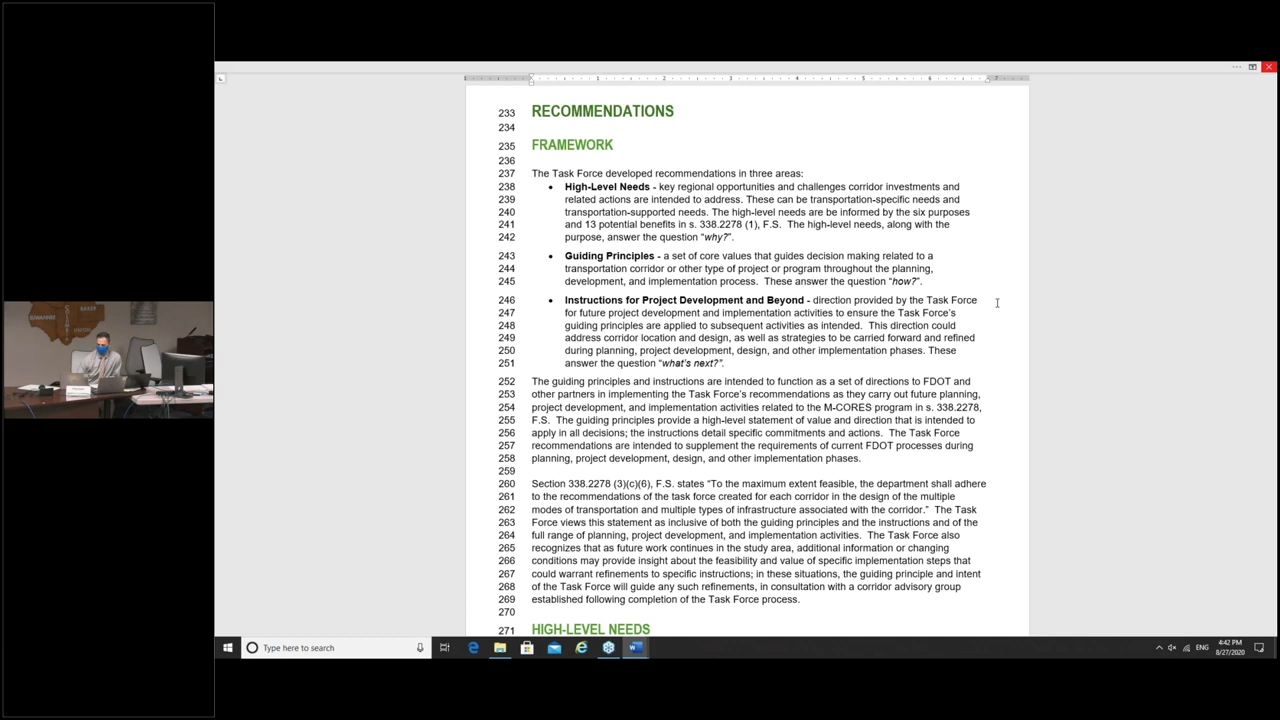 233 RECOMMENDATIONS
234
235 FRAMEWORK
236
237 The Task Force developed recommendations in three areas:
238 • High-Level Needs - key regional opportunities and challenges corridor investments and
239 related actions are intended to address. These can be transportation-specific needs and
240 transportation-supported needs. The high-level needs are be informed by the six purposes
241 and 13 potential benefits in s. 338.2278 (1), F.S. The high-level needs, along with the
242 purpose, answer the question “why?”.
243 • Guiding Principles - a set of core values that guides decision making related to a
244 transportation corridor or other type of project or program throughout the planning,
245 development, and implementation process. These answer the question “how?”.
246 • Instructions for Project Development and Beyond - direction provided by the Task Force
247 for future project development and implementation activities to ensure the Task Force’s
248 guiding principles are applied to subsequent activities as intended. This direction could
249 address corridor location and design, as well as strategies to be carried forward and refined
250 during planning, project development, design, and other implementation phases. These
251 answer the question “what’s next?”.
252 The guiding principles and instructions are intended to function as a set of directions to FDOT and
253 other partners in implementing the Task Force’s recommendations as they carry out future planning,
254 project development, and implementation activities related to the M-CORES program in s. 338.2278,
255 F.S. The guiding principles provide a high-level statement of value and direction that is intended to
256 apply in all decisions; the instructions detail specific commitments and actions. The Task Force
257 recommendations are intended to supplement the requirements of current FDOT processes during
258 planning, project development, design, and other implementation phases.
259
260 Section 338.2278 (3)(c)(6), F.S. states “To the maximum extent feasible, the department shall adhere
261 to the recommendations of the task force created for each corridor in the design of the multiple
262 modes of transportation and multiple types of infrastructure associated with the corridor.” The Task
263 Force views this statement as inclusive of both the guiding principles and the instructions and of the
264 full range of planning, project development, and implementation activities. The Task Force also
265 recognizes that as future work continues in the study area, additional information or changing
266 conditions may provide insight about the feasibility and value of specific implementation steps that
267 could warrant refinements to specific instructions; in these situations, the guiding principle and intent
268 of the Task Force will guide any such refinements, in consultation with a corridor advisory group
269 established following completion of the Task Force process.
270
271 HIGH-LEVEL NEEDS
Type here to search
ENG
4:42 PM
8/27/2020